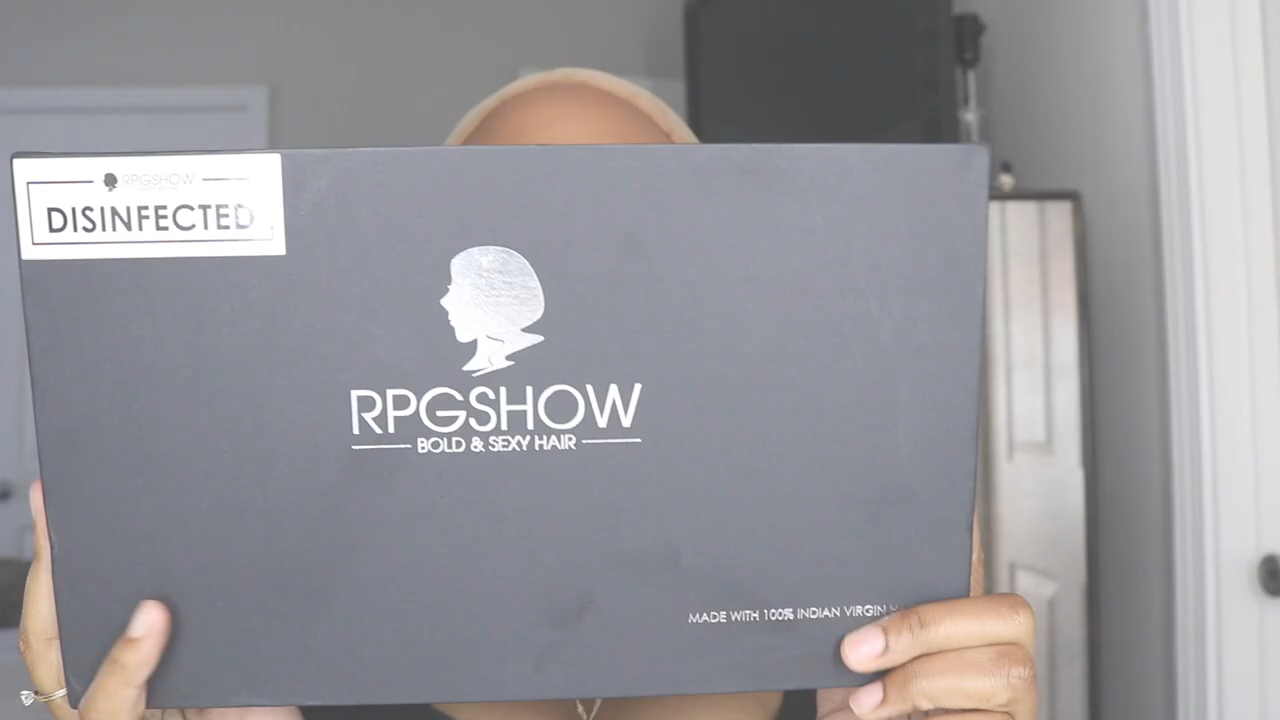 RPGSHOW
DISINFECTED
RPGSHOW
BOLD & SEXY HAIR
MADE WITH 100% INDIAN VIRGIN